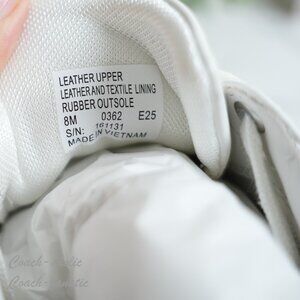 LEATHER UPPER
LEATHER AND TEXTILE LINING
RUBBER OUTSOLE
8M 0362 E25
S/N: 161131
MADE IN VIETNAM